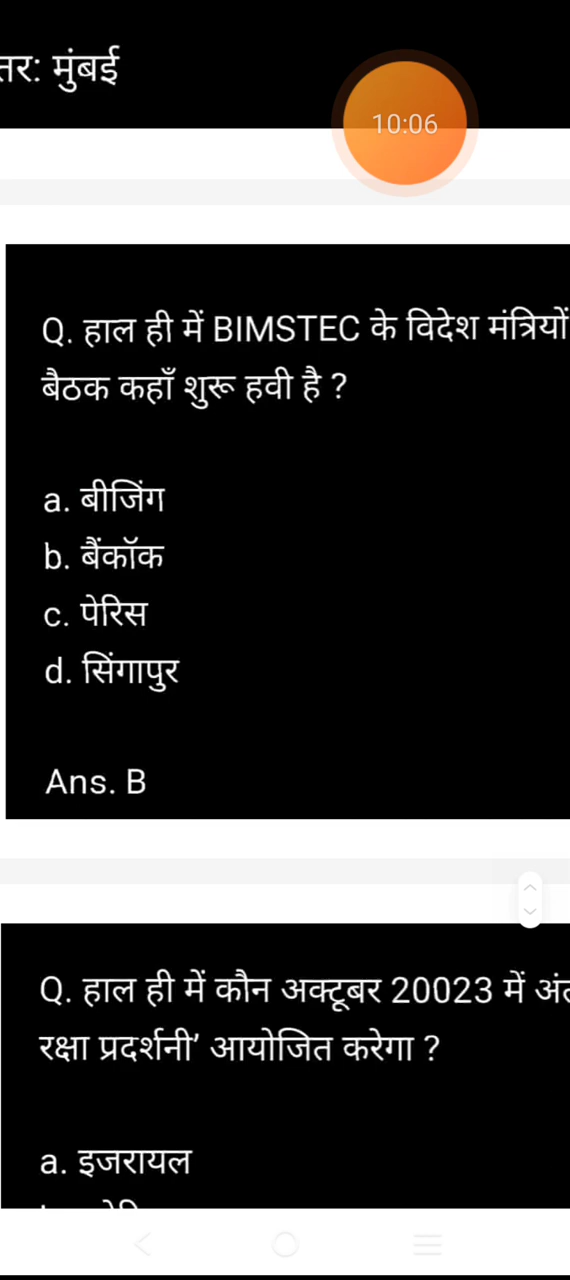 तर: मुंबई
10:06
Q. हाल ही में BIMSTEC के विदेश मंत्रियों
बैठक कहाँ शुरू हवी है ?
a. बीजिंग
b. बैंकॉक
c. पेरिस
d. सिंगापुर
Ans. B
Q. हाल ही में कौन अक्टूबर 20023 में
रक्षा प्रदर्शनी’ आयोजित करेगा ?
a. इजरायल